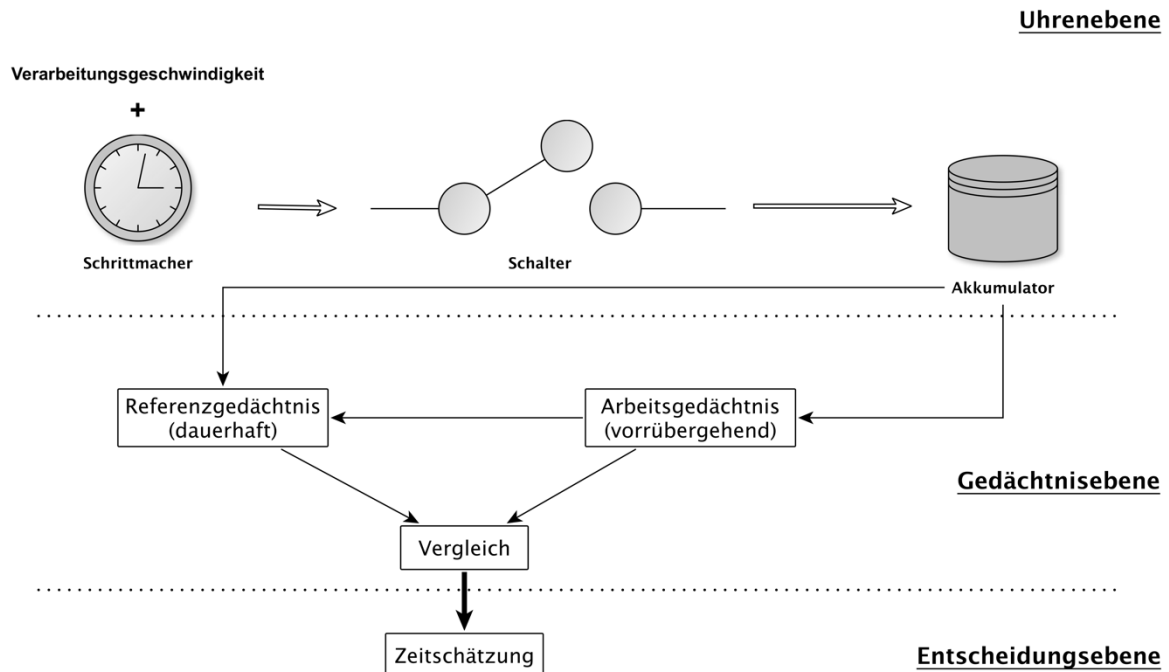 Uhrenebene
Verarbeitungsgeschwindigkeit
+
Schrittmacher
Schalter
Akkumulator
Referenzgedächtnis
(dauerhaft)
Arbeitsgedächtnis
(vorrübergehend)
Gedächtnisebene
Vergleich
Zeitschätzung
Entscheidungsebene